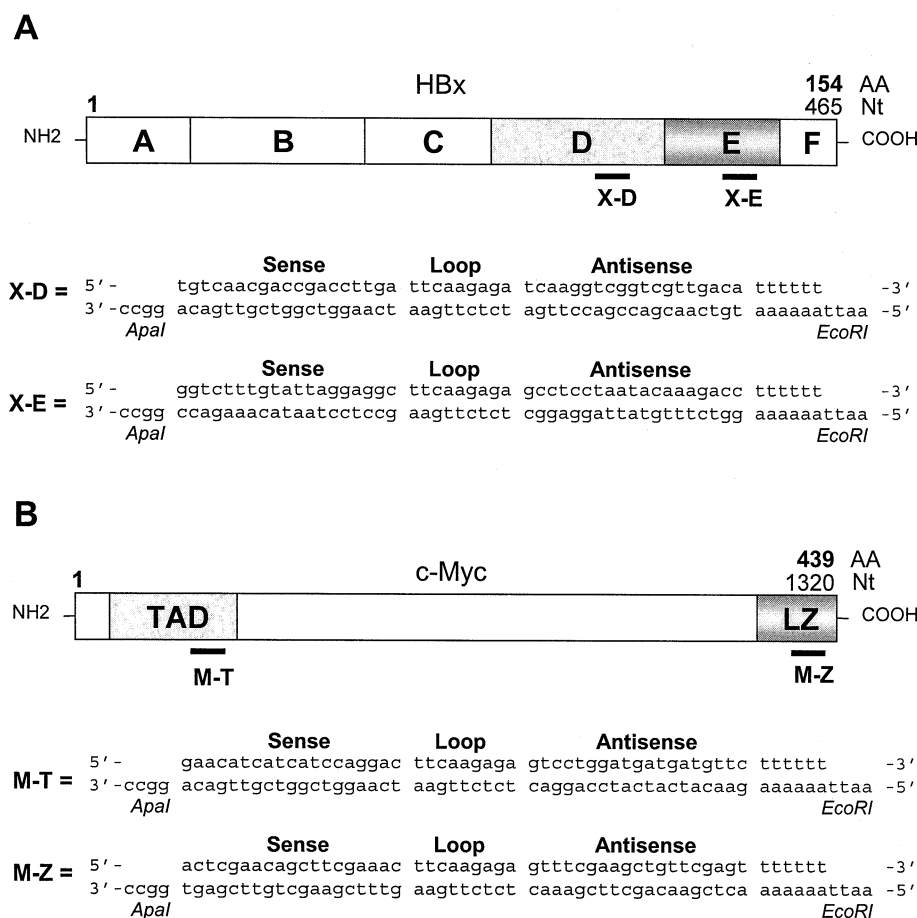 A
HBx
154 AA
1
465 Nt
NH2
A B C D E F
COOH
X-D X-E
Sense Loop Antisense
X-D =
5'- tgtcaacgaccgaccttga ttcaagaga tcaaggtcggtcgttgaca tttttt -3'
3'-ccgg acagttgctggctggaact aagttctct agttccagccagcaactgt aaaaaattaa -5'
ApaI EcoRI
Sense Loop Antisense
X-E =
5'- ggtctttgtattaggaggc ttcaagaga gcctcctaatacaaagacc tttttt -3'
3'-ccgg ccagaaacataatcctccg aagttctct cggaggattatgtttctgg aaaaaattaa -5'
ApaI EcoRI
B
c-Myc
439 AA
1
1320 Nt
NH2
TAD LZ
COOH
M-T M-Z
Sense Loop Antisense
M-T =
5'- gaacatcatcatccaggac ttcaagaga gtcctggatgatgatgttc tttttt -3'
3'-ccgg acagttgctggctggaact aagttctct caggacctactactacaag aaaaaattaa -5'
ApaI EcoRI
Sense Loop Antisense
M-Z =
5'- actcgaacagcttcgaaac ttcaagaga gtttcgaagctgttcgagt tttttt -3'
3'-ccgg tgagcttgtcgaagctttg aagttctct caaagcttcgacaagctca aaaaaattaa -5'
ApaI EcoRI